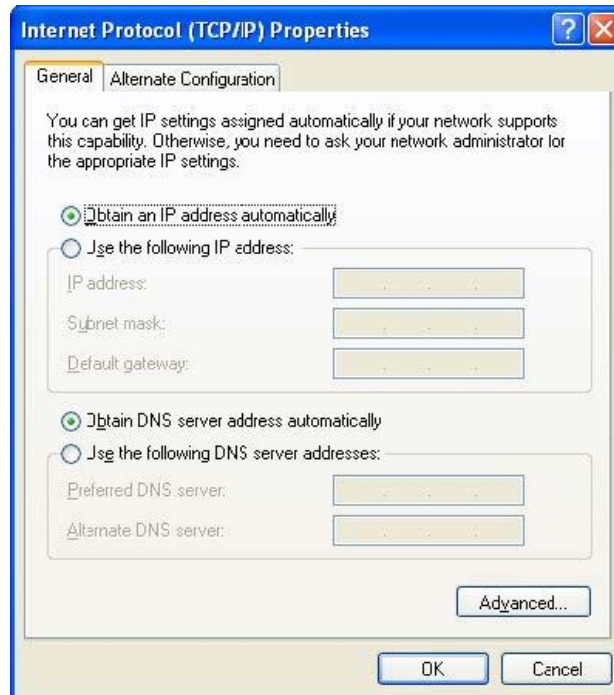 Internet Protocol (TCP/IP) Properties
General
Alternate Configuration
You can get IP settings assigned automatically if your network supports
this capability. Otherwise, you need to ask your network administrator for
the appropriate IP settings.
Obtain an IP address automatically
Use the following IP address:
IP address:
Subnet mask:
Default gateway:
Obtain DNS server address automatically
Use the following DNS server addresses:
Preferred DNS server:
Alternate DNS server:
Advanced...
OK
Cancel